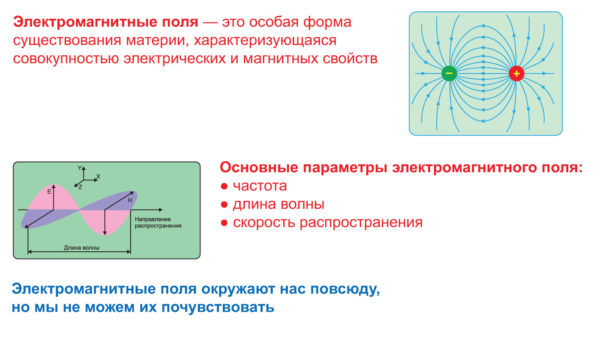 Электромагнитные поля — это особая форма
существования материи, характеризующаяся
совокупностью электрических и магнитных свойств
− +
Y
X
Z
E
H
Направление
распространения
Длина волны
Основные параметры электромагнитного поля:
● частота
● длина волны
● скорость распространения
Электромагнитные поля окружают нас повсюду,
но мы не можем их почувствовать